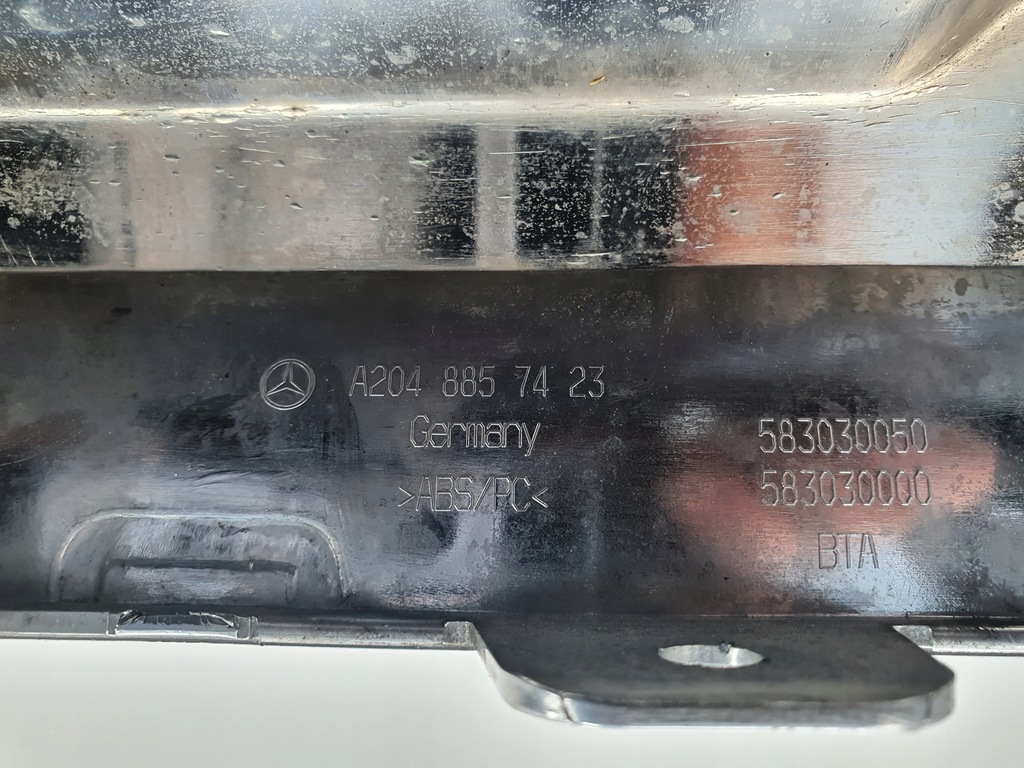 A204 885 74 23
Germany
>ABS/PC<
583030050
583030000
BTA